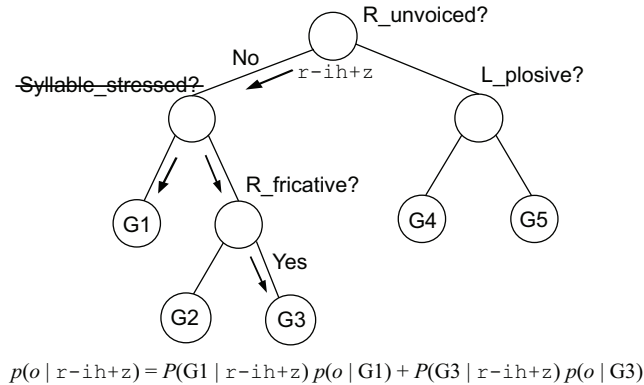 R_unvoiced?
No
r-ih+z
Syllable_stressed?
L_plosive?
R_fricative?
G1
G4
G5
Yes
G2
G3
p(o | r-ih+z) = P(G1 | r-ih+z) p(o | G1) + P(G3 | r-ih+z) p(o | G3)